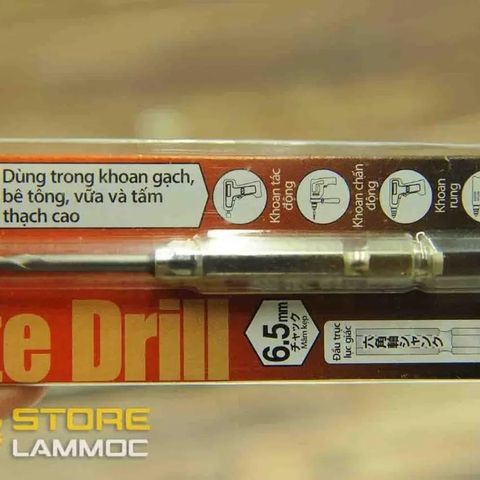 Dùng trong khoan gạch,
bê tông, vữa và tấm
thạch cao
Khoan tác
động
Khoan chấn
động
Khoan
rung
te Drill
6.5mm
チャック
Mâm kẹp
Đầu trục
lục giác
六角軸シャンク
STORE
LAMMOC